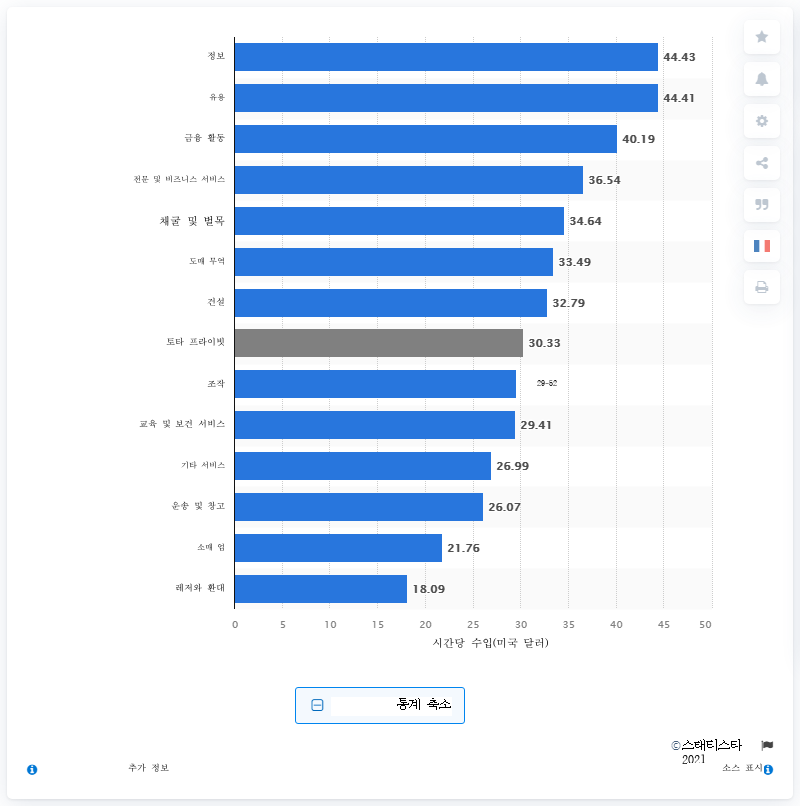 정보 44.43
유용 44.41
금융 활동 40.19
전문 및 비즈니스 서비스 36.54
채굴 및 벌목 34.64
도매 무역 33.49
건설 32.79
토타 프라이빗 30.33
조작 29-52
교육 및 보건 서비스 29.41
기타 서비스 26.99
운송 및 창고 26.07
소매 업 21.76
레저와 환대 18.09
0 5 10 15 20 25 30 35 40 45 50
시간당 수입(미국 달러)
통계 축소
©스태티스타
2021
추가 정보 소스 표시